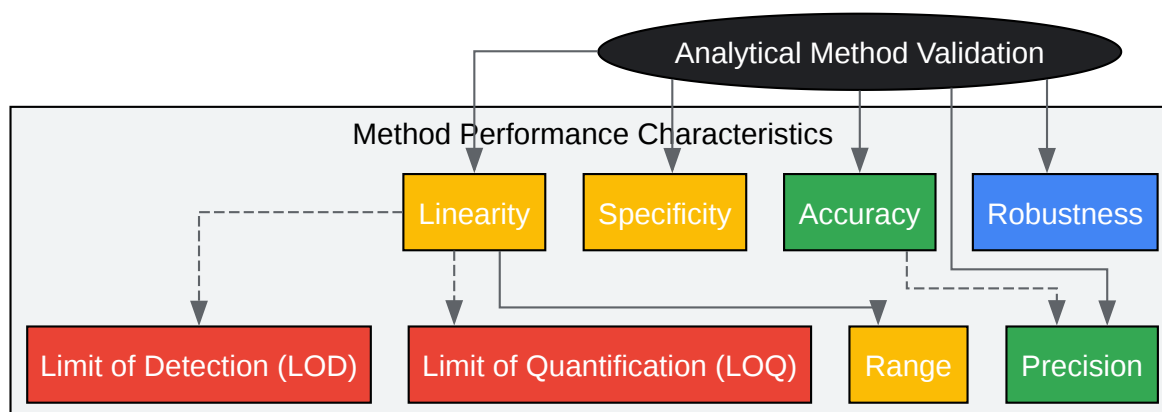 Analytical Method Validation
Method Performance Characteristics
Linearity
Specificity
Accuracy
Robustness
Limit of Detection (LOD)
Limit of Quantification (LOQ)
Range
Precision